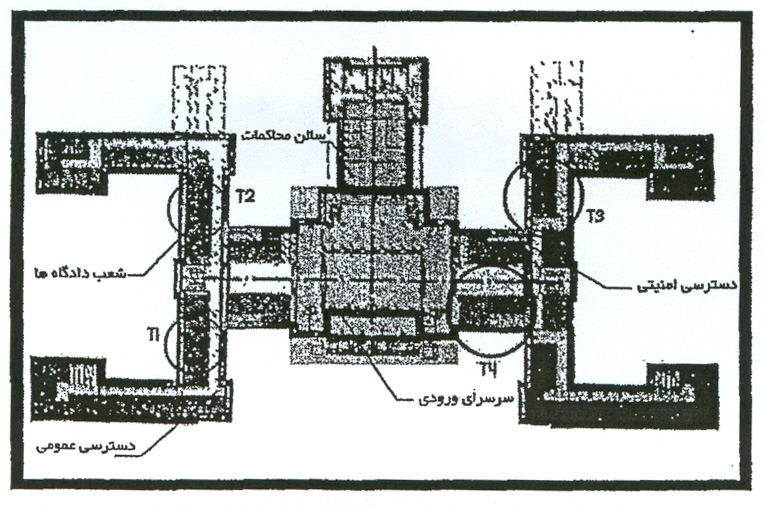 سالن محاکمات
T2
T3
شعب دادگاه ها
دسترسی امنیتی
T1
T4
سرسرای ورودی
دسترسی عمومی